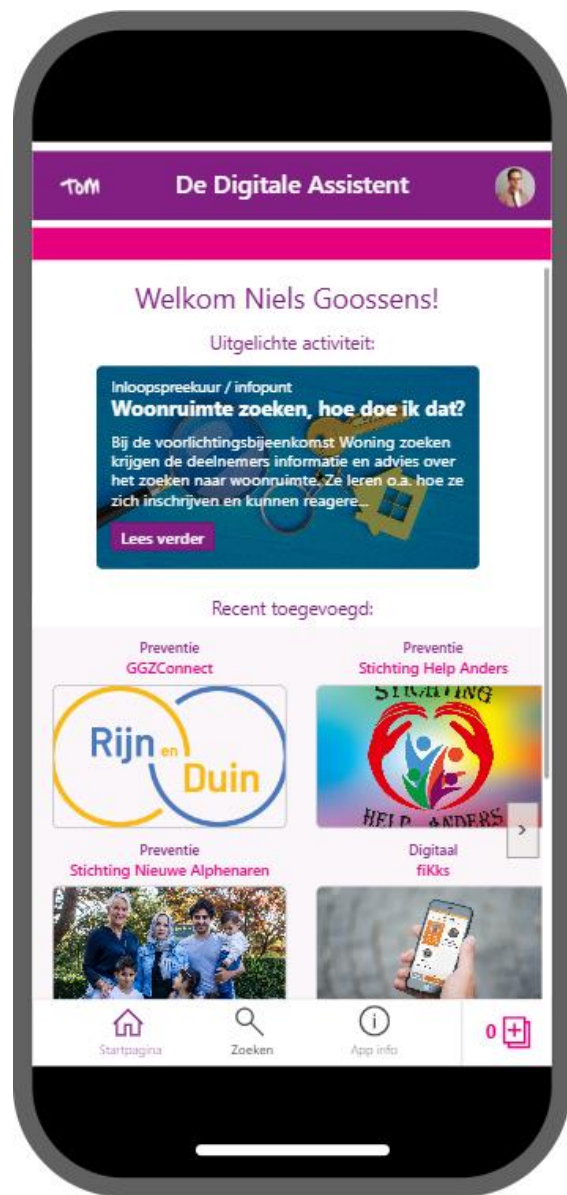 TOM
De Digitale Assistent
Welkom Niels Goossens!
Uitgelichte activiteit:
Inloopspreekuur / infopunt
Woonruimte zoeken, hoe doe ik dat?
Bij de voorlichtingsbijeenkomst Woning zoeken
krijgen de deelnemers informatie en advies over
het zoeken naar woonruimte. Ze leren o.a. hoe ze
zich inschrijven en kunnen reagere...
Lees verder
Recent toegevoegd:
Preventie
GGZConnect
Rijn en
Duin
Preventie
Stichting Help Anders
STICHTING
HELP ANDERS
Preventie
Stichting Nieuwe Alphenaren
Digitaal
fiKks
Startpagina
Zoeken
App info
0